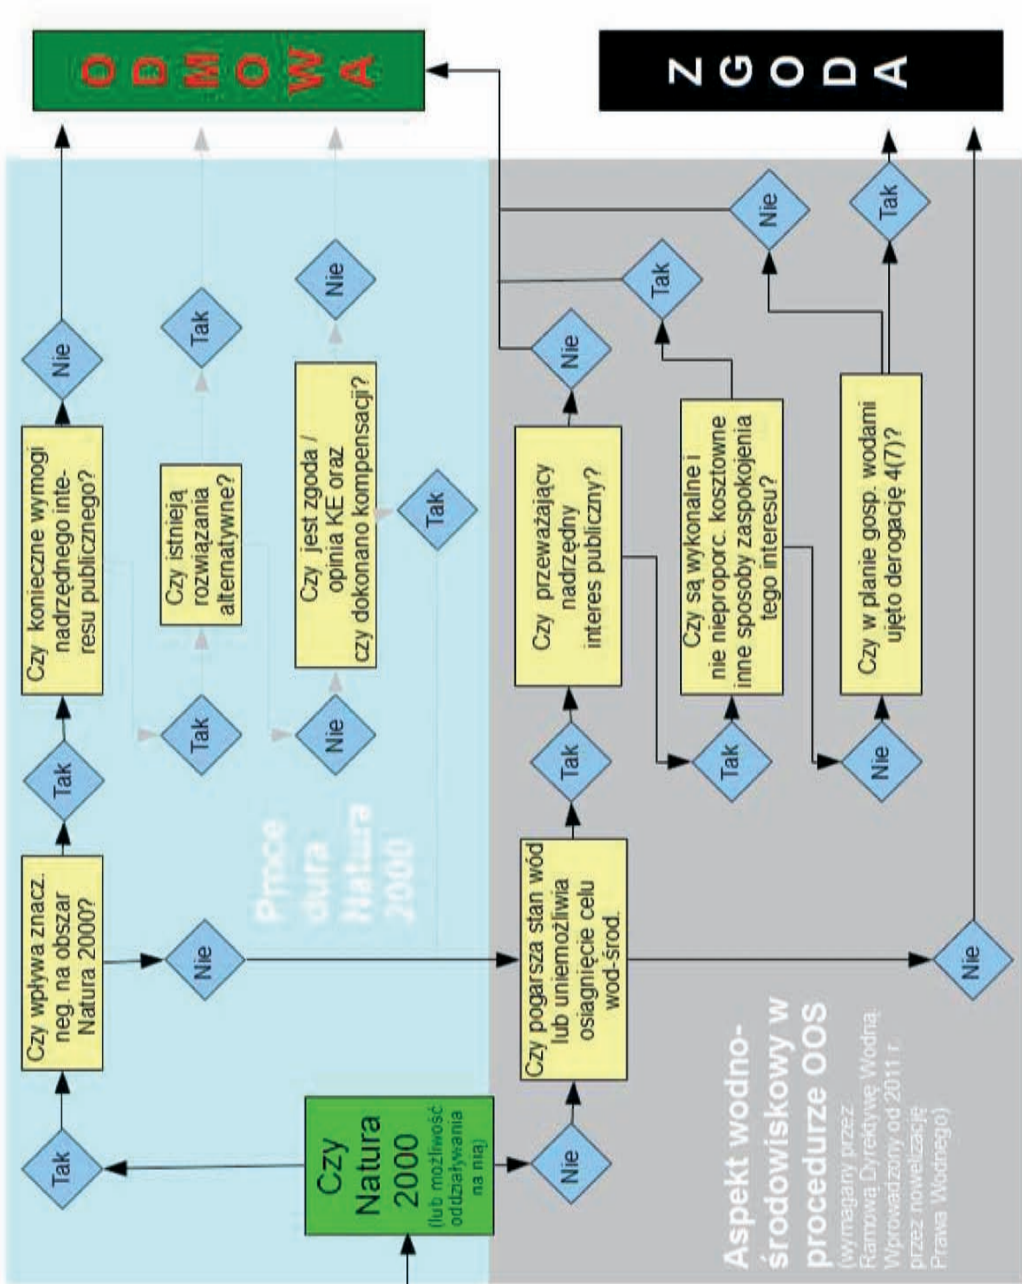 Czy
Natura
2000
(lub możliwość
oddziaływania
na nią)
Tak
Nie
Czy wpływa znacz.
neg. na obszar
Natura 2000?
Tak
Nie
Czy konieczne wymogi
nadrzędnego inte-
resu publicznego?
Nie
Tak
Czy istnieją
rozwiązania
alternatywne?
Tak
Nie
Czy jest zgoda /
opinia KE oraz
czy dokonano kompensacji?
Nie
Tak
Proce
dura
Natura
2000
O
D
M
O
W
A
Czy pogarsza stan wód
lub uniemożliwia
osiągnięcie celu
wod-środ.
Tak
Nie
Czy przeważający
nadrzędny
interes publiczny?
Nie
Tak
Czy są wykonalne i
nie nieproporc. kosztowne
inne sposoby zaspokojenia
tego interesu?
Tak
Nie
Czy w planie gosp. wodami
ujęto derogację 4(7)?
Nie
Tak
Z
G
O
D
A
Aspekt wodno-
środowiskowy w
procedurze OOS
(wymagany przez
Ramową Dyrektywę Wodną.
Wprowadzony od 2011 r.
przez nowelizację
Prawa Wodnego)